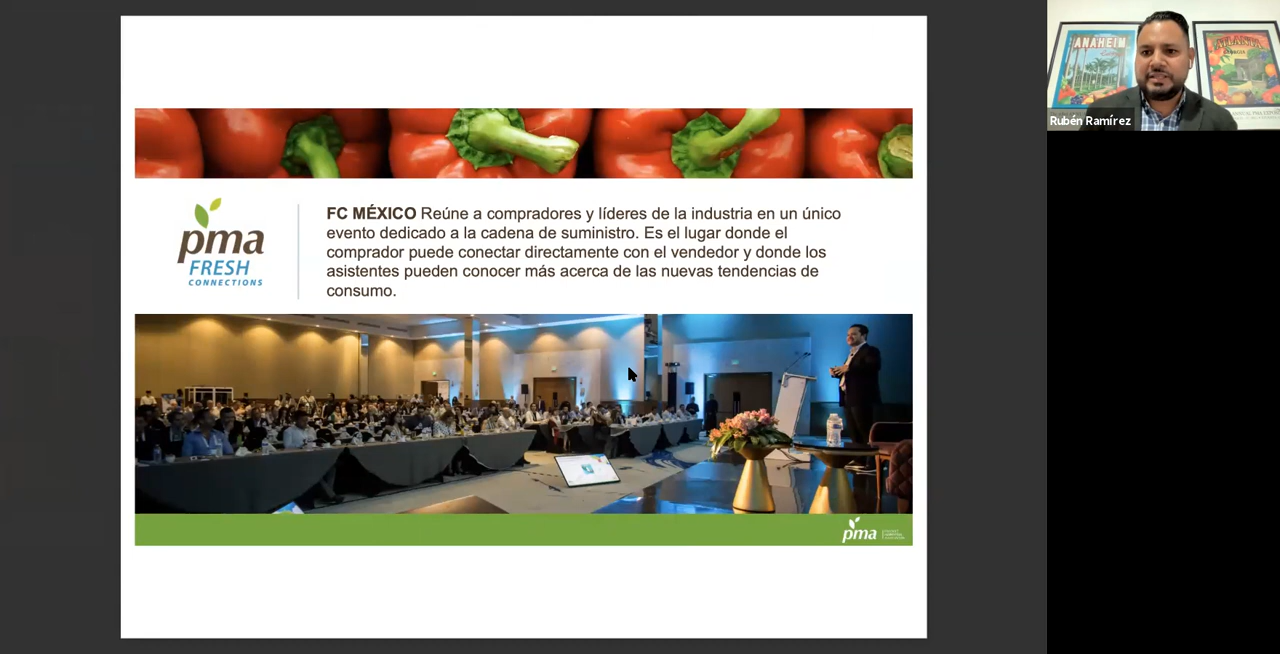 pma
FRESH
CONNECTIONS
FC MÉXICO Reúne a compradores y líderes de la industria en un único
evento dedicado a la cadena de suministro. Es el lugar donde el
comprador puede conectar directamente con el vendedor y donde los
asistentes pueden conocer más acerca de las nuevas tendencias de
consumo.
pma
ANAHEIM
ATLANTA
GEORGIA
Rubén Ramírez